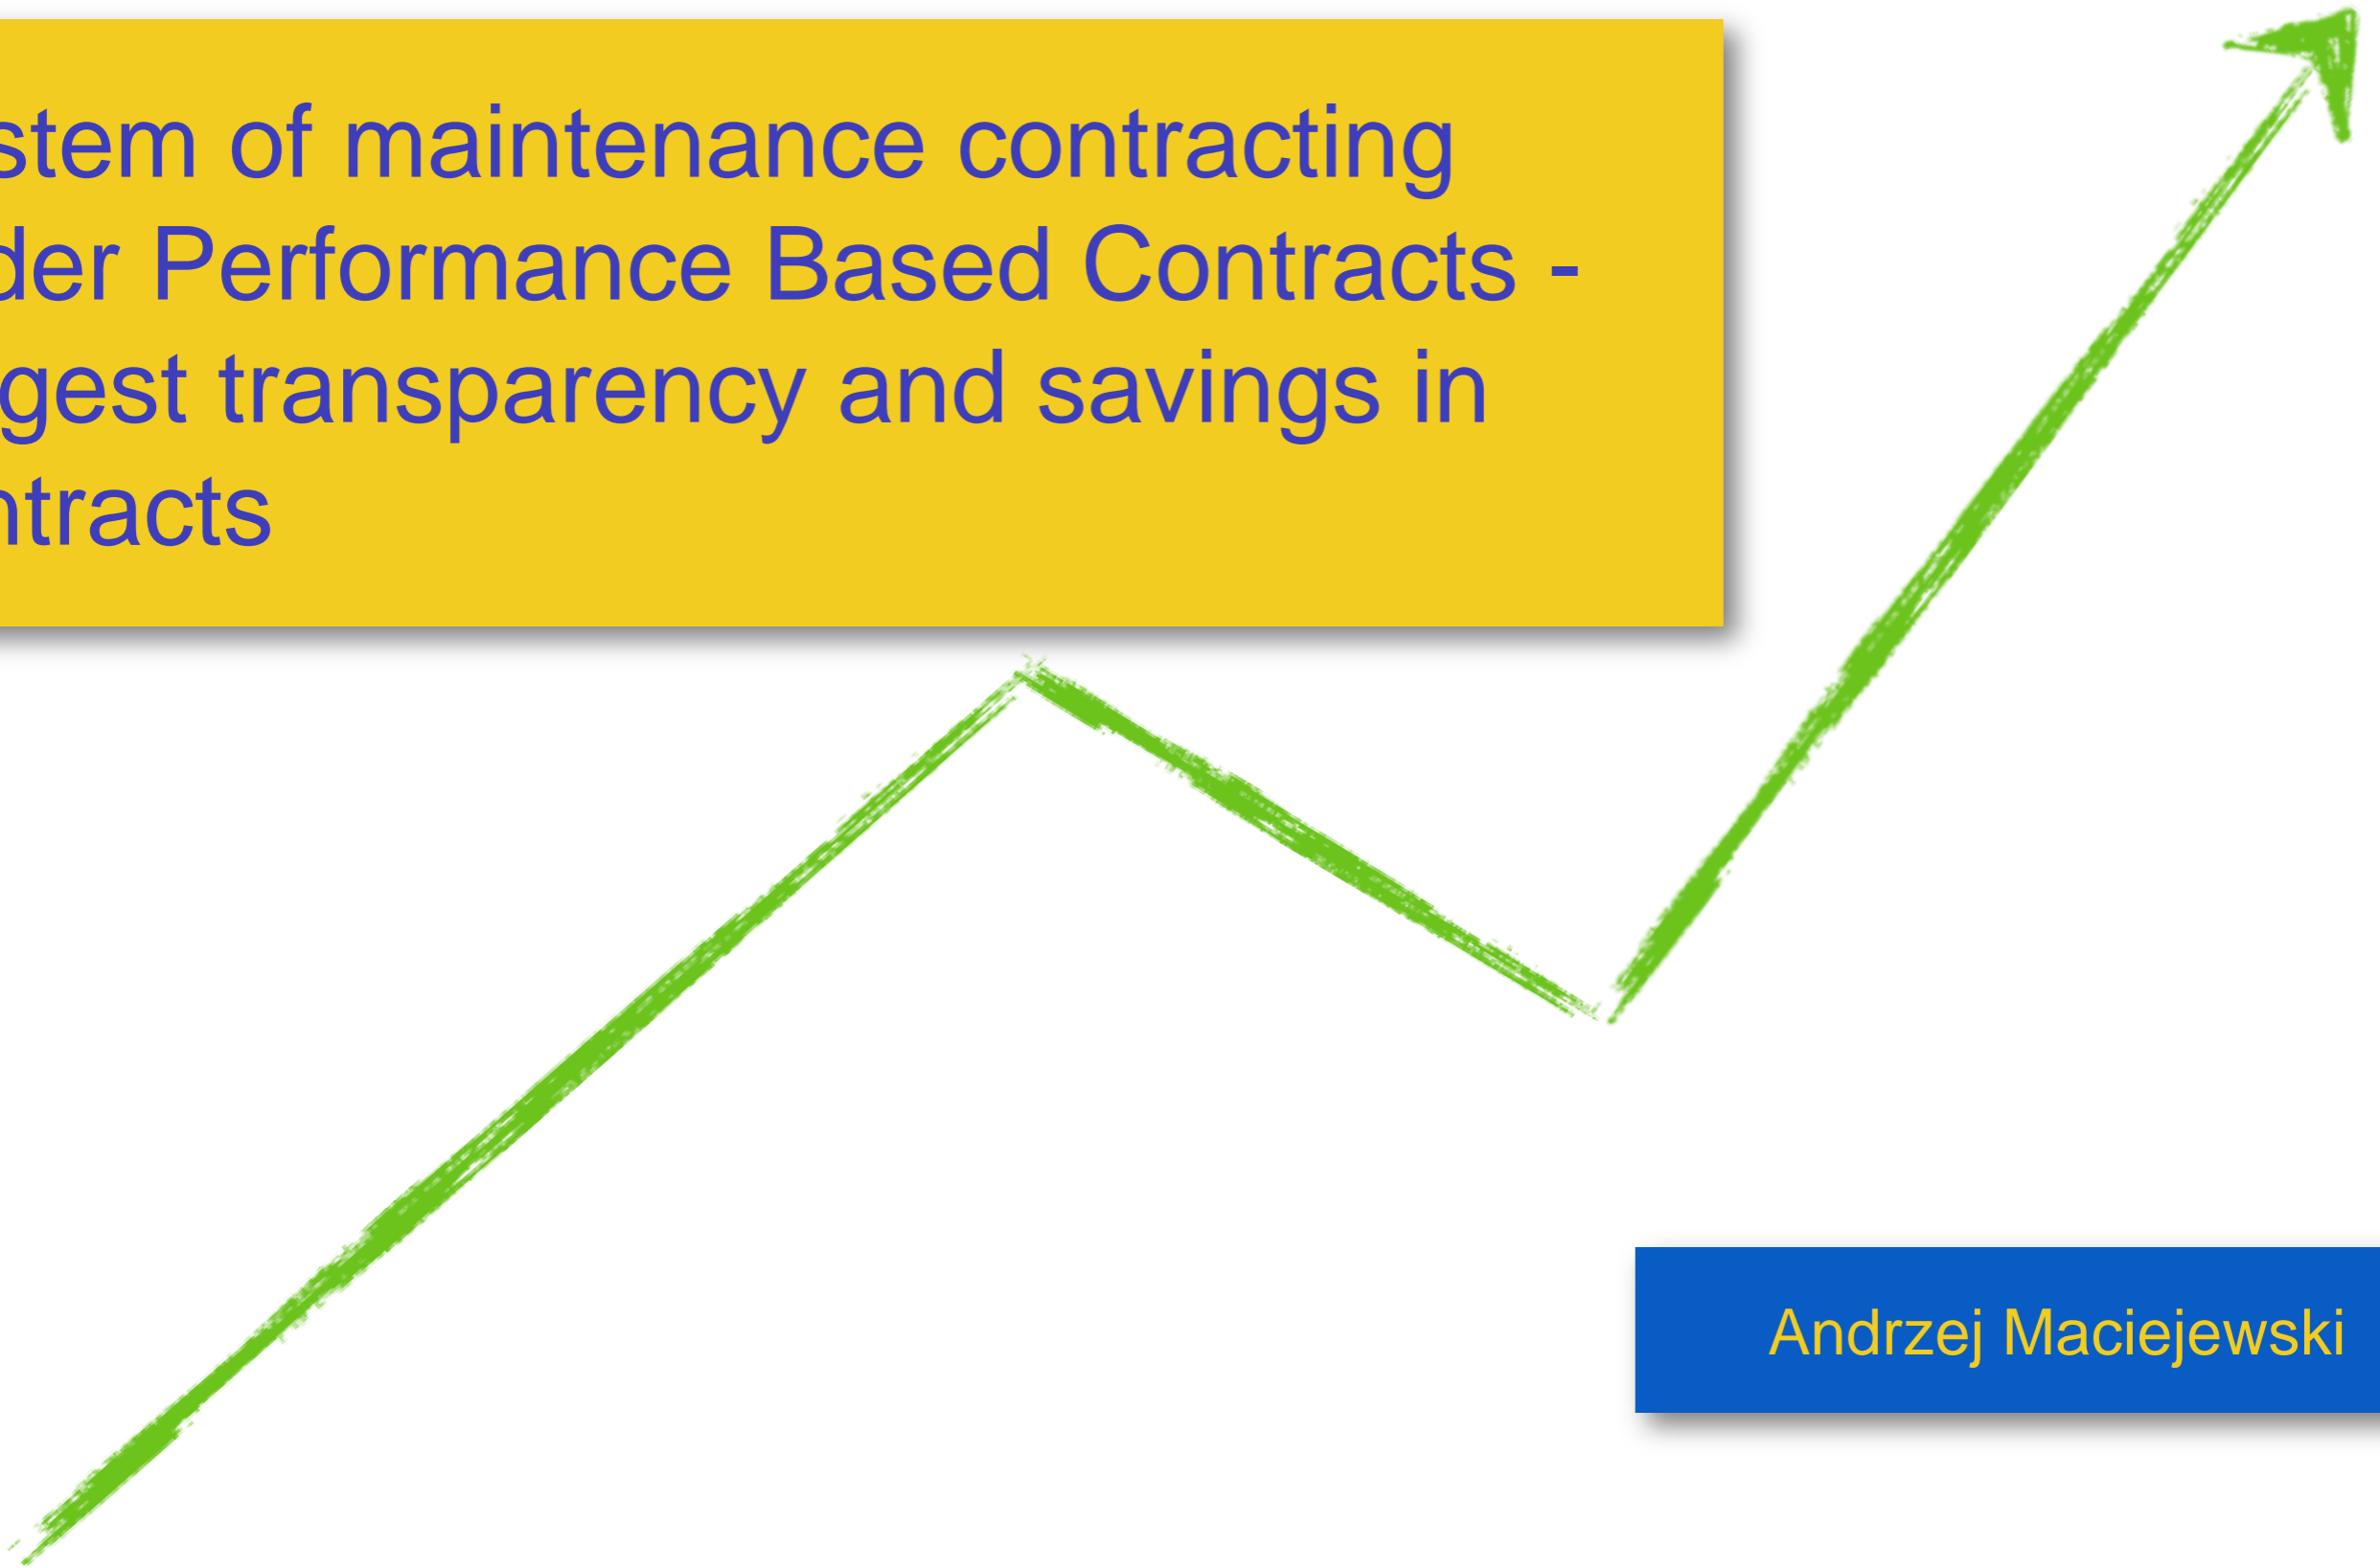 stem of maintenance contracting
der Performance Based Contracts -
gest transparency and savings in
ntracts
Andrzej Maciejewski